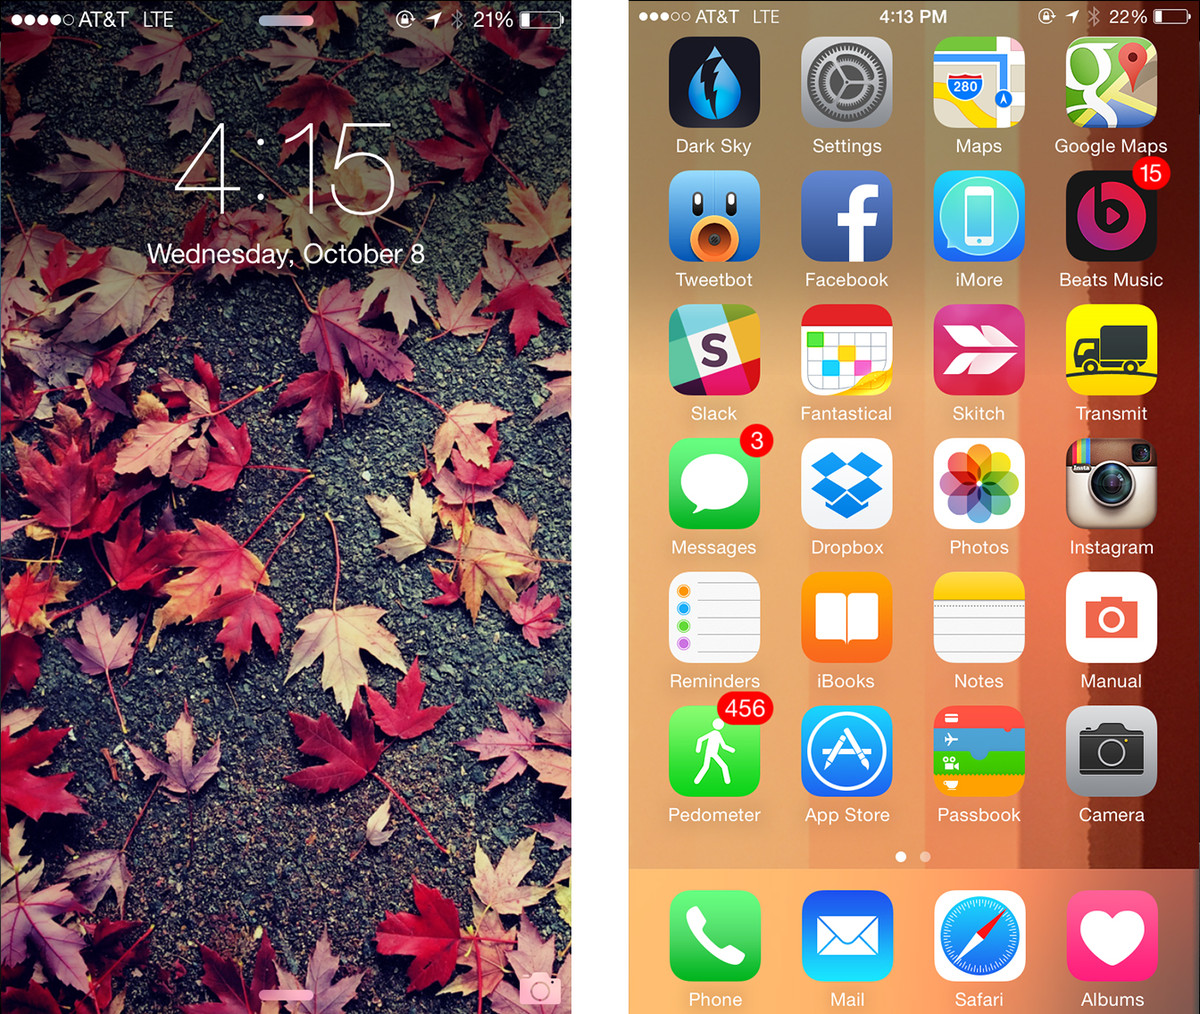 AT&T LTE
21%
4:15
Wednesday, October 8
AT&T LTE
4:13 PM
22%
280
Dark Sky
Settings
Maps
Google Maps
15
b
f
Tweetbot
Facebook
iMore
Beats Music
S
Slack
Fantastical
Skitch
Transmit
3
Insta
Messages
Dropbox
Photos
Instagram
Reminders
iBooks
Notes
Manual
456
Pedometer
App Store
Passbook
Camera
Phone
Mail
Safari
Albums